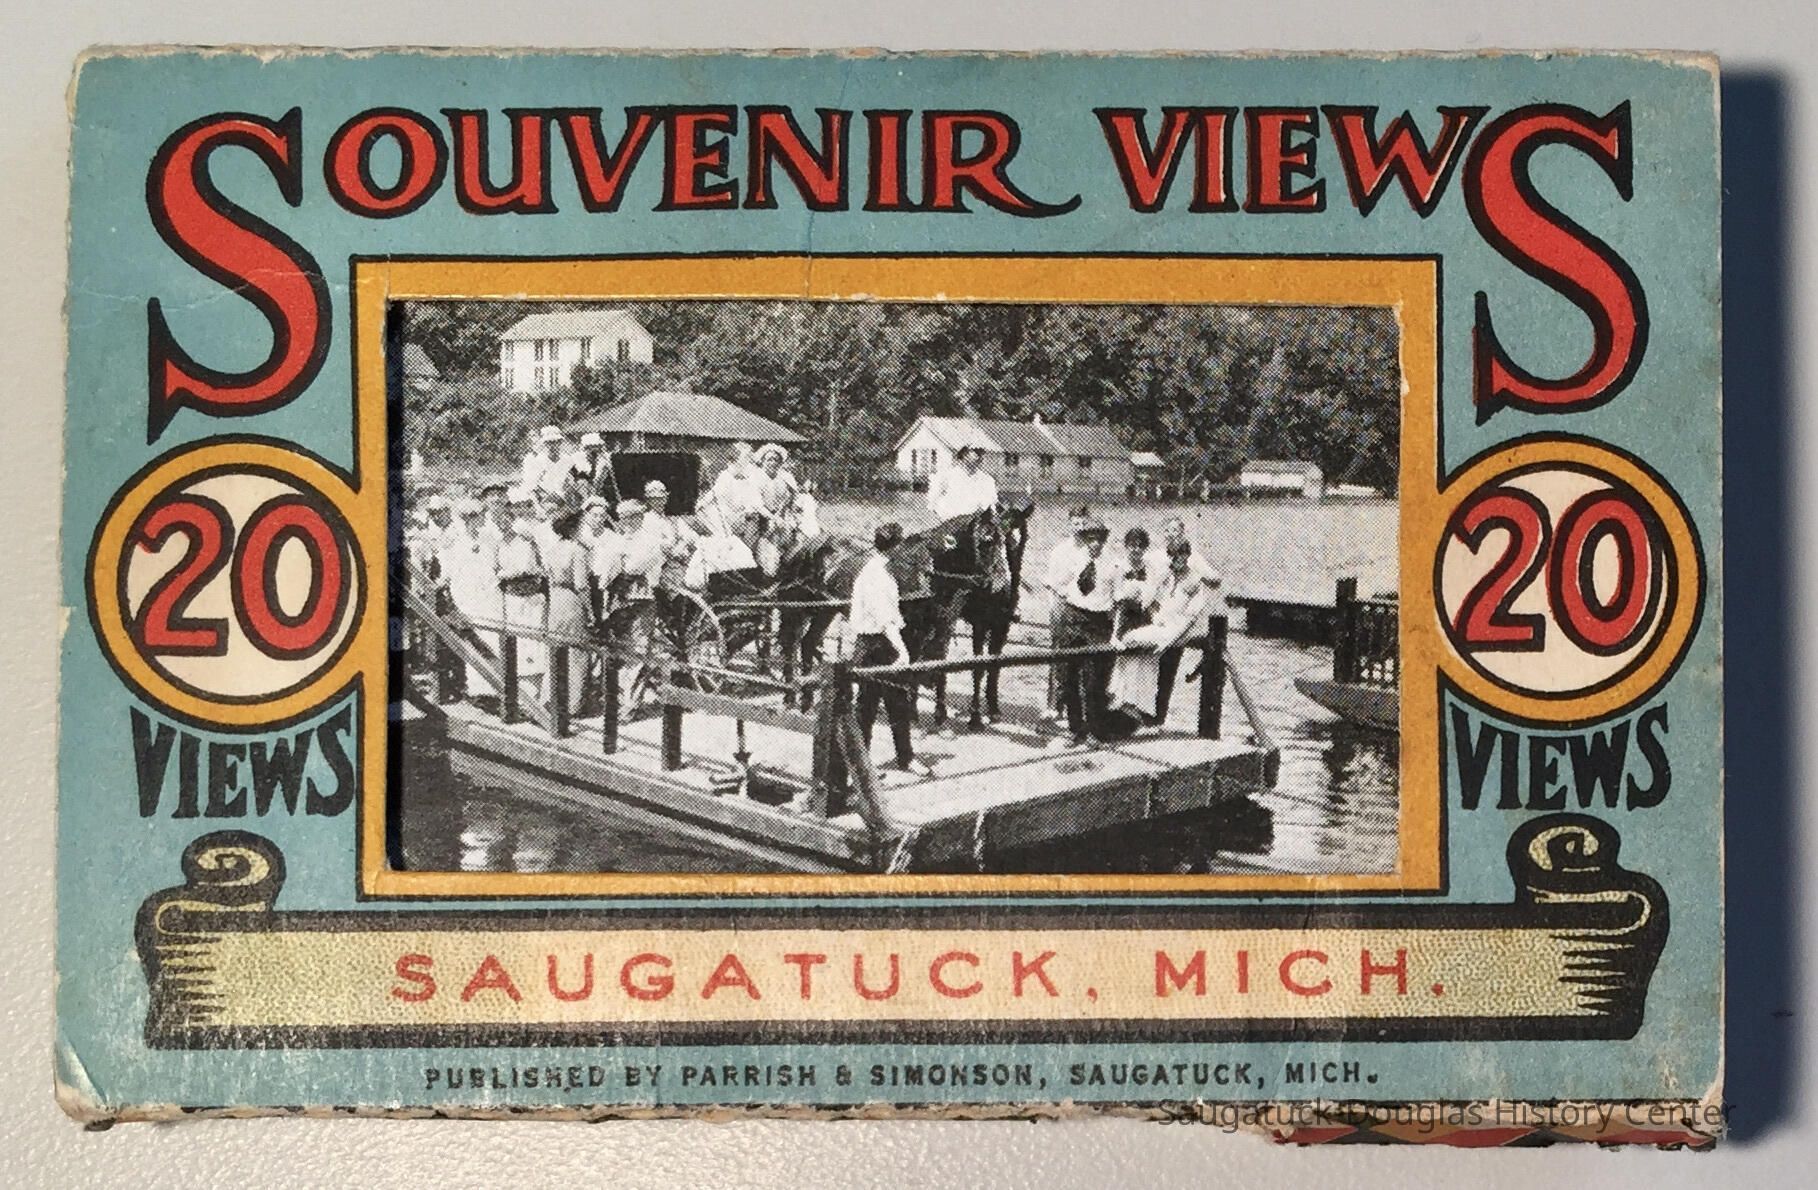 SOUVENIR VIEWS
20
VIEWS
20
VIEWS
SAUGATUCK, MICH.
PUBLISHED BY PARRISH & SIMONSON, SAUGATUCK, MICH.
Saugatuck-Douglas History Center